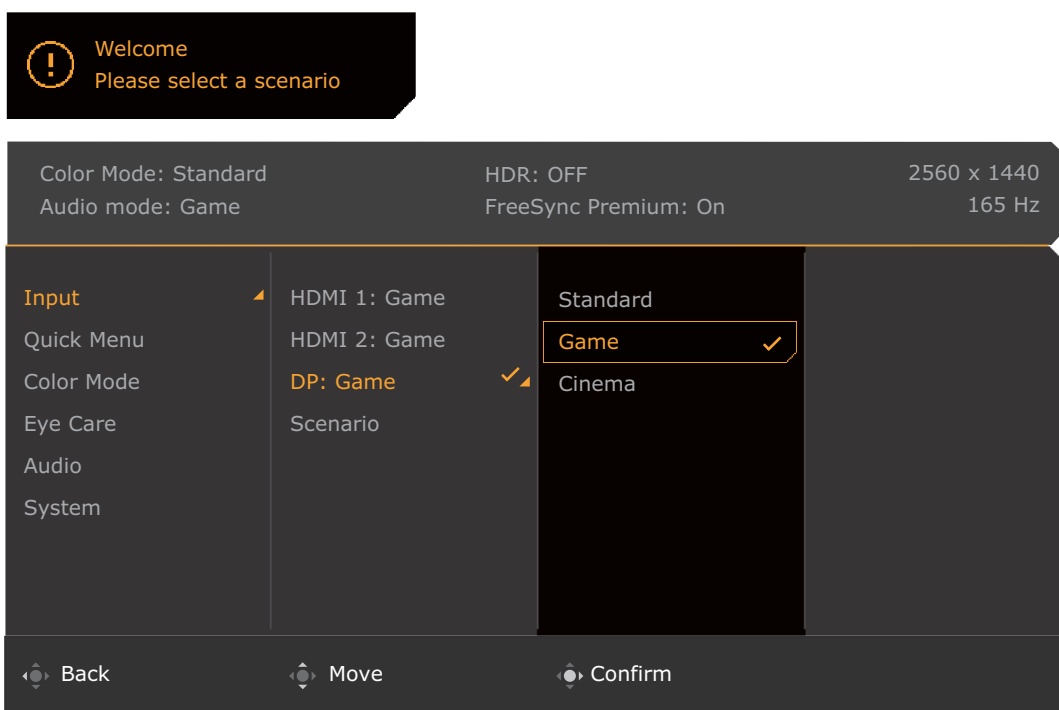 Welcome
Please select a scenario
Color Mode: Standard
Audio mode: Game
HDR: OFF
FreeSync Premium: On
2560 x 1440
165 Hz
Input
Quick Menu
Color Mode
Eye Care
Audio
System
HDMI 1: Game
HDMI 2: Game
DP: Game
Scenario
Standard
Game
Cinema
Back
Move
Confirm